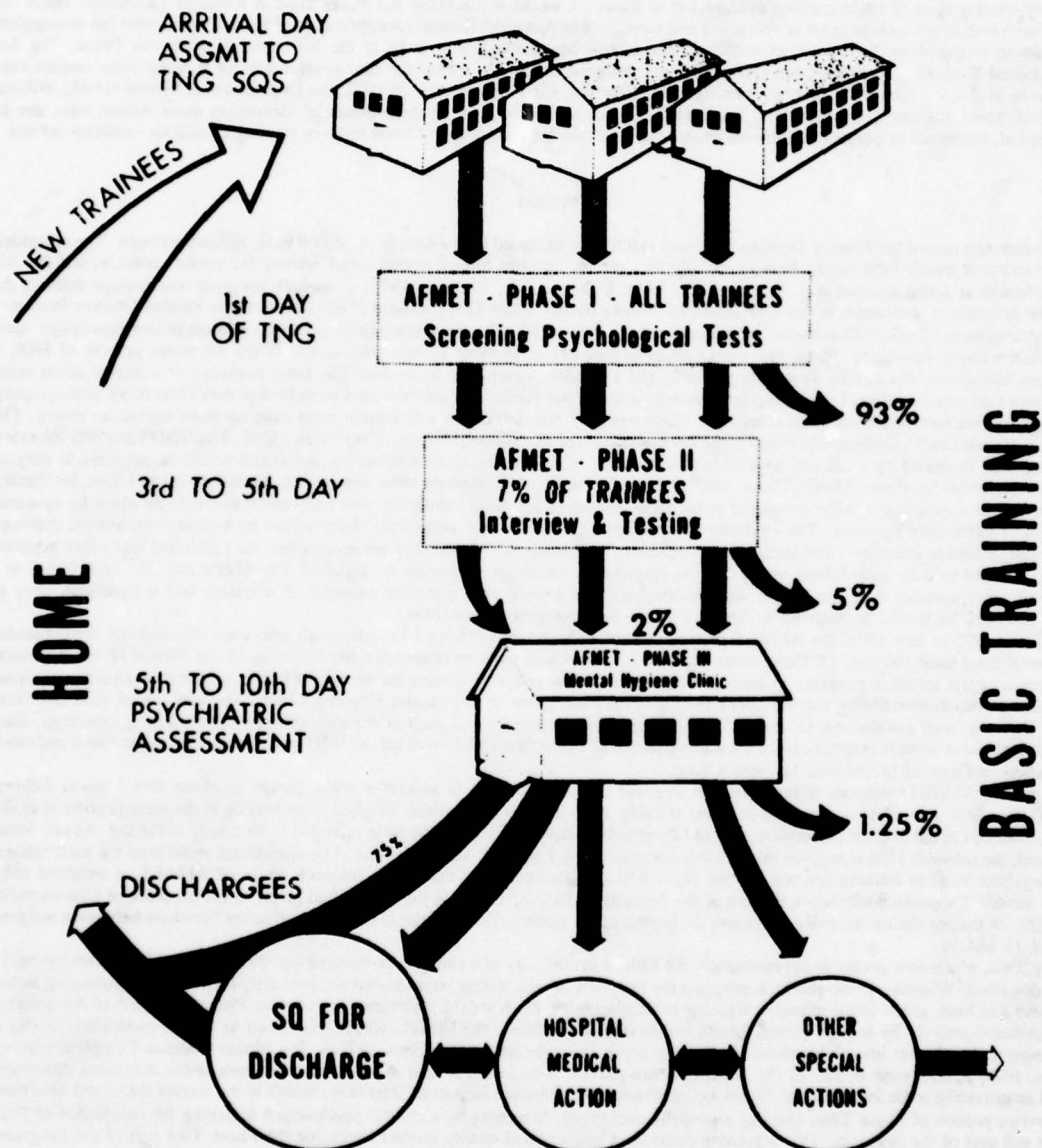 ARRIVAL DAY
ASGMT TO
TNG SQS
NEW TRAINEES
1st DAY
OF TNG
AFMET - PHASE I - ALL TRAINEES
Screening Psychological Tests
93%
3rd TO 5th DAY
AFMET - PHASE II
7% OF TRAINEES
Interview & Testing
5%
2%
HOME
BASIC TRAINING
AFMET - PHASE III
Mental Hygiene Clinic
5th TO 10th DAY
PSYCHIATRIC
ASSESSMENT
1.25%
75%
DISCHARGEES
SQ FOR
DISCHARGE
HOSPITAL
MEDICAL
ACTION
OTHER
SPECIAL
ACTIONS